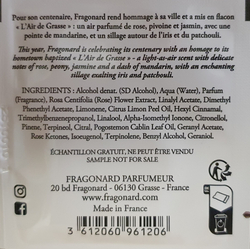 Pour son centenaire, Fragonard rend hommage à sa ville et a mis en flacon
« L'Air de Grasse » : un air parfumé de rose, pivoine et jasmin, avec une
pointe de mandarine, et un sillage autour de l'iris et du patchouli.
This year, Fragonard is celebrating its centenary with an homage to its
hometown baptized « L'Air de Grasse » - a light-as-air scent with delicate
notes of rose, peony, jasmine and a dash of mandarin, with an enchanting
sillage exulting iris and patchouli.
INGREDIENTS : Alcohol denat. (SD Alcohol), Aqua (Water), Parfum
(Fragrance), Rosa Centifolia (Rose) Flower Extract, Linalyl Acetate, Dimethyl
Phenethyl Acetate, Limonene, Citrus Limon Peel Oil, Hexyl Cinnamal,
Trimethylbenzenepropanol, Linalool, Alpha-Isomethyl Ionone, Citronellol,
Pinene, Terpineol, Citral, Pogostemon Cablin Leaf Oil, Geranyl Acetate,
Rose Ketones, Isoeugenol, Terpinolene, Benzyl Alcohol, Geraniol.
ÉCHANTILLON GRATUIT, NE PEUT ÊTRE VENDU
SAMPLE NOT FOR SALE
FRAGONARD PARFUMEUR
20 bd Fragonard - 06130 Grasse - France
www.fragonard.com
Made in France
3 612060 961206